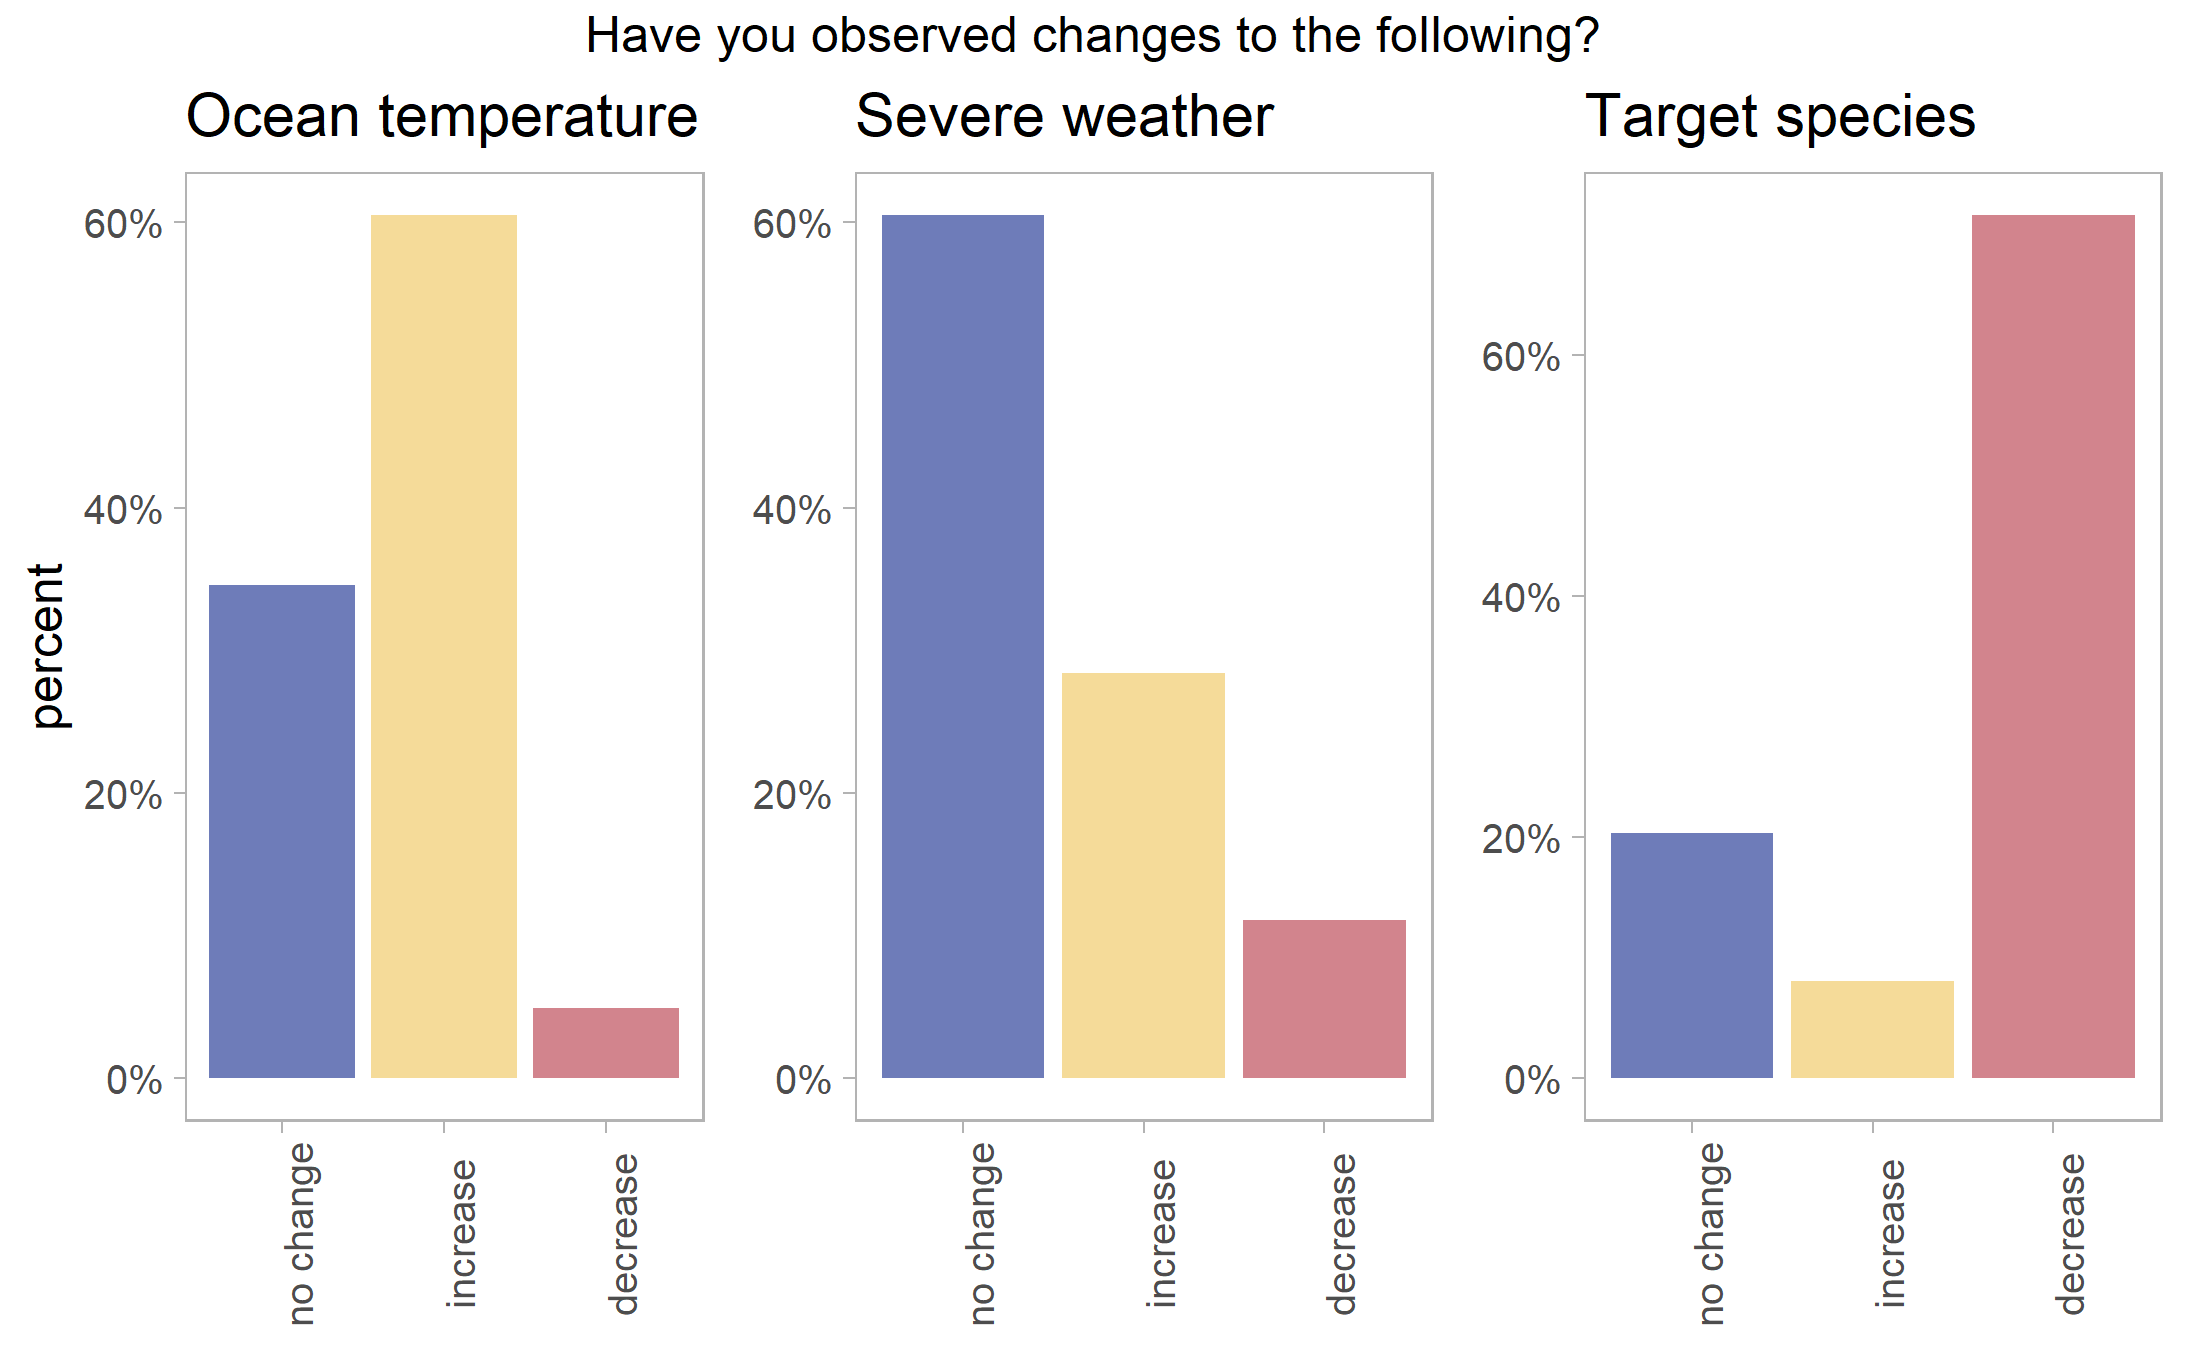 Have you observed changes to the following?
Ocean temperature
Severe weather
Target species
percent
60%
40%
20%
0%
no change
increase
decrease
60%
40%
20%
0%
no change
increase
decrease
60%
40%
20%
0%
no change
increase
decrease